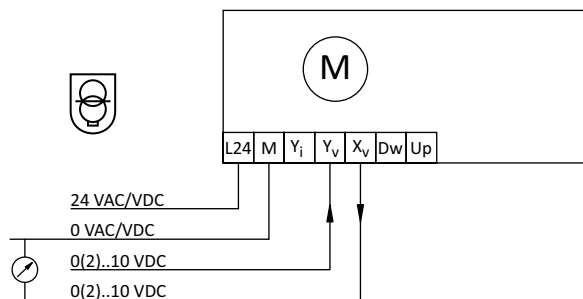 M
L24 M Yi Yv Xv Dw Up
24 VAC/VDC
0 VAC/VDC
0(2)..10 VDC
0(2)..10 VDC